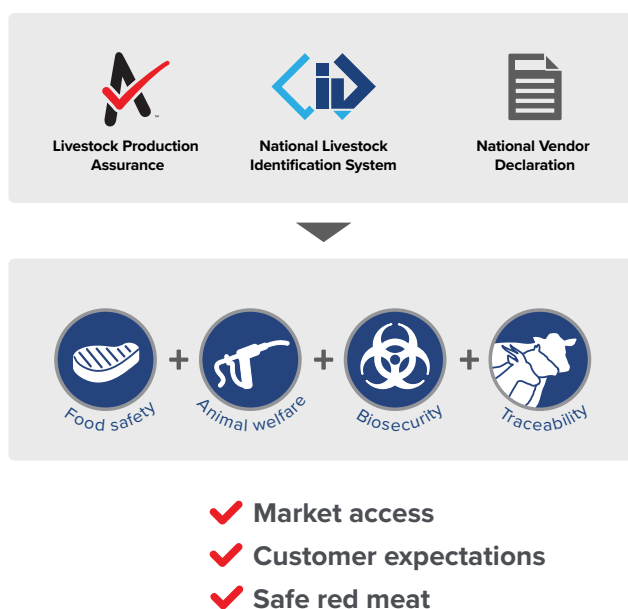 Livestock Production
Assurance
National Livestock
Identification System
National Vendor
Declaration
Food safety
Animal welfare
Biosecurity
Traceability
Market access
Customer expectations
Safe red meat